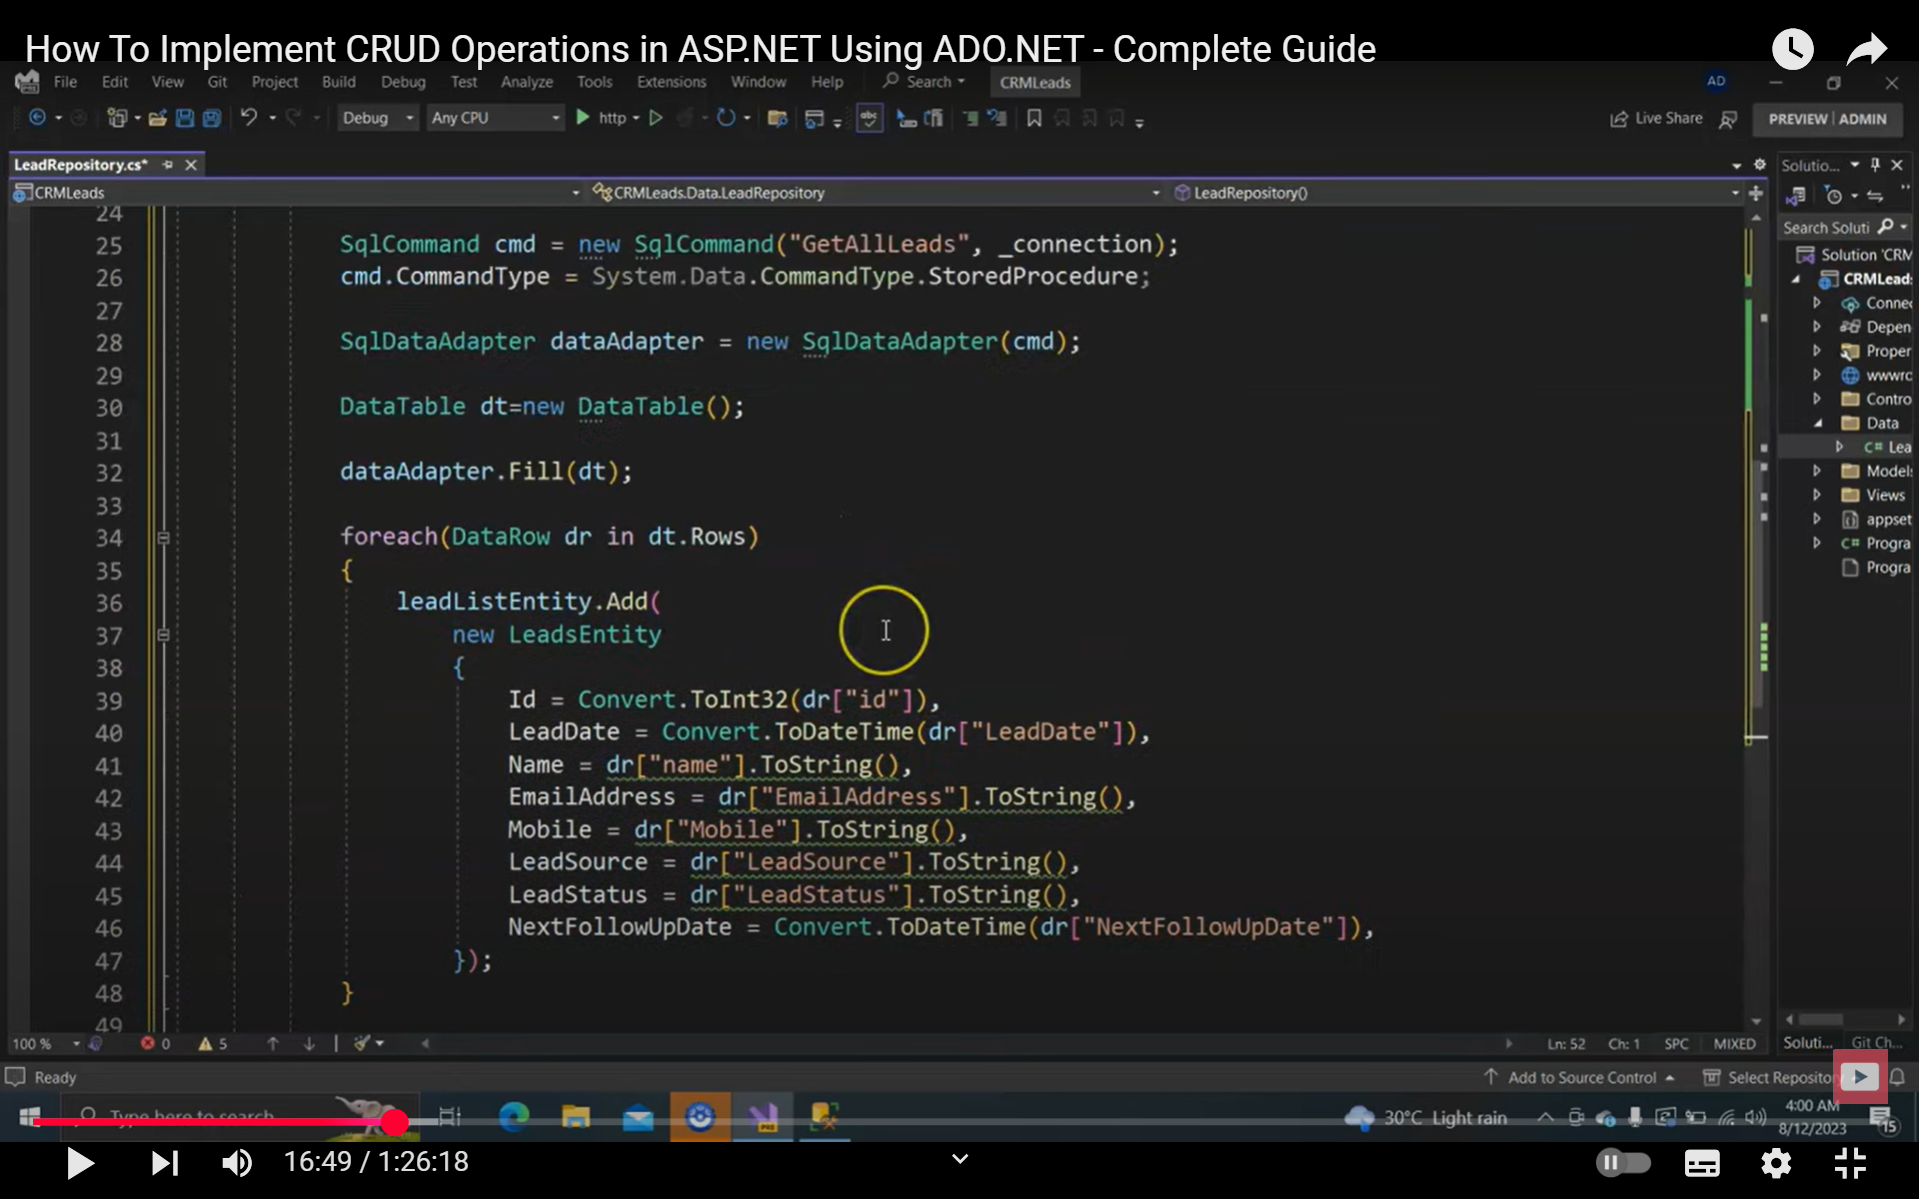 How To Implement CRUD Operations in ASP.NET Using ADO.NET - Complete Guide
File Edit View Git Project Build Debug Test Analyze Tools Extensions Window Help Search CRMLeads AD
Debug Any CPU http Live Share PREVIEW ADMIN
LeadRepository.cs* Solutio...
CRMLeads CRMLeads.Data.LeadRepository LeadRepository()
Search Soluti
24
25 SqlCommand cmd = new SqlCommand("GetAllLeads", _connection);
26 cmd.CommandType = System.Data.CommandType.StoredProcedure;
27
28 SqlDataAdapter dataAdapter = new SqlDataAdapter(cmd);
29
30 DataTable dt=new DataTable();
31
32 dataAdapter.Fill(dt);
33
34 foreach(DataRow dr in dt.Rows)
35 {
36 leadListEntity.Add(
37 new LeadsEntity
38 {
39 Id = Convert.ToInt32(dr["id"]),
40 LeadDate = Convert.ToDateTime(dr["LeadDate"]),
41 Name = dr["name"].ToString(),
42 EmailAddress = dr["EmailAddress"].ToString(),
43 Mobile = dr["Mobile"].ToString(),
44 LeadSource = dr["LeadSource"].ToString(),
45 LeadStatus = dr["LeadStatus"].ToString(),
46 NextFollowUpDate = Convert.ToDateTime(dr["NextFollowUpDate"]),
47 });
48 }
49
Solution 'CRM
CRMLead
Connec
Depen
Proper
wwwrc
Contro
Data
C# Lea
Model
Views
appset
C# Progra
Progra
100 % 0 5 Ln: 52 Ch: 1 SPC MIXED Soluti... Git Ch...
Ready Add to Source Control Select Repository
Type here to search 30°C Light rain 4:00 AM
8/12/2023 15
16:49 / 1:26:18